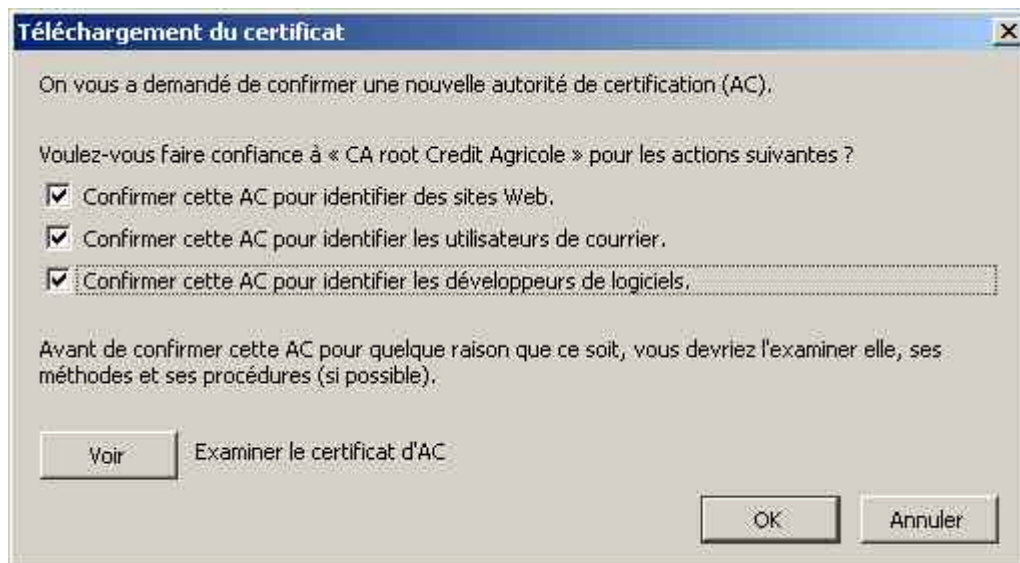 Téléchargement du certificat
On vous a demandé de confirmer une nouvelle autorité de certification (AC).
Voulez-vous faire confiance à « CA root Credit Agricole » pour les actions suivantes ?
Confirmer cette AC pour identifier des sites Web.
Confirmer cette AC pour identifier les utilisateurs de courrier.
Confirmer cette AC pour identifier les développeurs de logiciels.
Avant de confirmer cette AC pour quelque raison que ce soit, vous devriez l'examiner elle, ses
méthodes et ses procédures (si possible).
Voir Examiner le certificat d'AC
OK Annuler